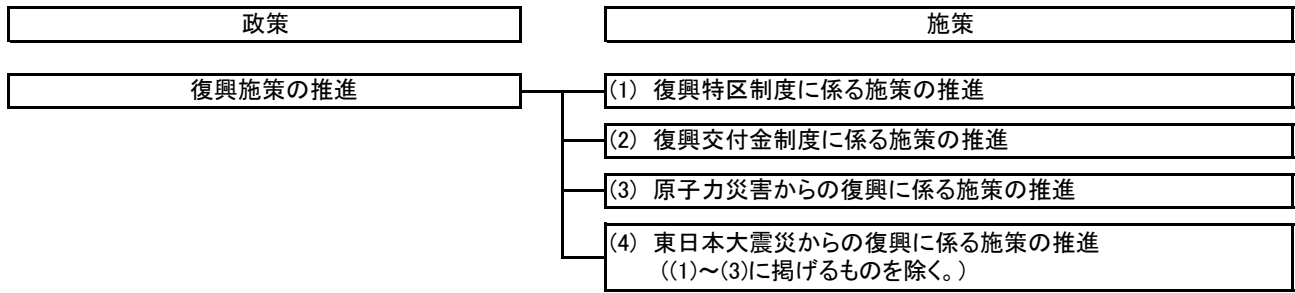 政策
施策
復興施策の推進
(1) 復興特区制度に係る施策の推進
(2) 復興交付金制度に係る施策の推進
(3) 原子力災害からの復興に係る施策の推進
(4) 東日本大震災からの復興に係る施策の推進
((1)～(3)に掲げるものを除く。)